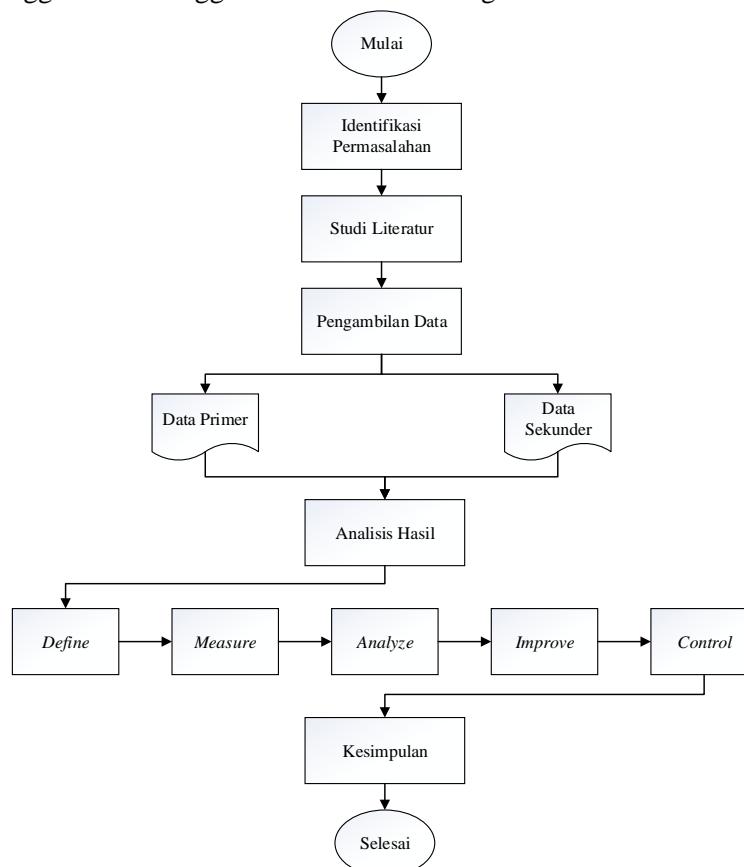 Mulai
Identifikasi
Permasalahan
Studi Literatur
Pengambilan Data
Data Primer
Data
Sekunder
Analisis Hasil
Define
Measure
Analyze
Improve
Control
Kesimpulan
Selesai